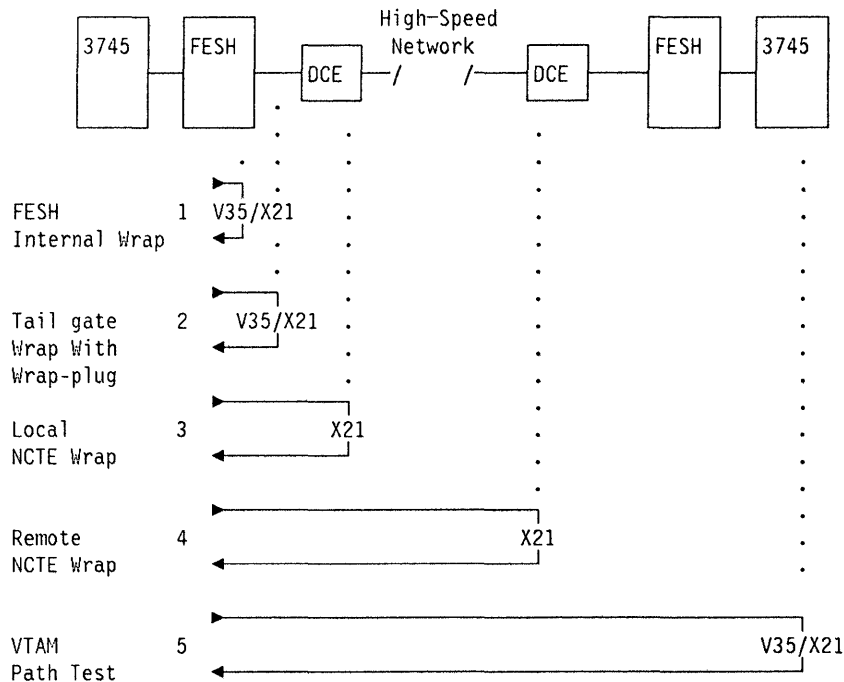 High-Speed
Network
3745
FESH
DCE
DCE
FESH
3745
FESH 1 V35/X21
Internal Wrap
Tail gate 2 V35/X21
Wrap With
Wrap-plug
Local 3 X21
NCTE Wrap
Remote 4 X21
NCTE Wrap
VTAM 5 V35/X21
Path Test